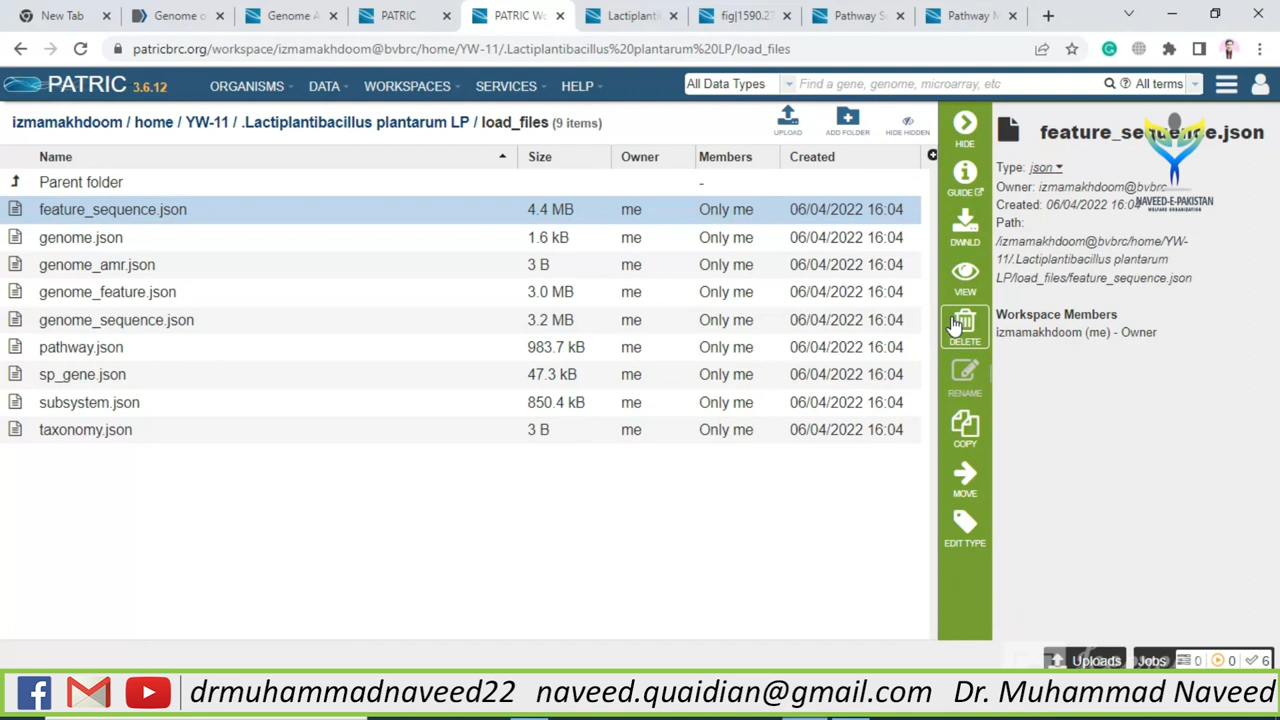 New Tab
Genome o
Genome A
PATRIC
PATRIC Wo
Lactiplanti
fig|1590.27
Pathway S
Pathway M
patricbrc.org/workspace/izmamakhdoom@bvbrc/home/YW-11/.Lactiplantibacillus%20plantarum%20LP/load_files
PATRIC 3.6.12
ORGANISMS
DATA
WORKSPACES
SERVICES
HELP
All Data Types
Find a gene, genome, microarray, etc
All terms
izmamakhdoom / home / YW-11 / .Lactiplantibacillus plantarum LP / load_files (9 items)
UPLOAD
ADD FOLDER
HIDE HIDDEN
Name Size Owner Members Created
Parent folder -
feature_sequence.json 4.4 MB me Only me 06/04/2022 16:04
genome.json 1.6 kB me Only me 06/04/2022 16:04
genome_amr.json 3 B me Only me 06/04/2022 16:04
genome_feature.json 3.0 MB me Only me 06/04/2022 16:04
genome_sequence.json 3.2 MB me Only me 06/04/2022 16:04
pathway.json 983.7 kB me Only me 06/04/2022 16:04
sp_gene.json 47.3 kB me Only me 06/04/2022 16:04
subsystem.json 850.4 kB me Only me 06/04/2022 16:04
taxonomy.json 3 B me Only me 06/04/2022 16:04
HIDE
GUIDE
DWNLD
VIEW
DELETE
RENAME
COPY
MOVE
EDIT TYPE
feature_sequence.json
Type: json
Owner: izmamakhdoom@bvbrc
Created: 06/04/2022 16:04
Path:
/izmamakhdoom@bvbrc/home/YW-
11/.Lactiplantibacillus plantarum
LP/load_files/feature_sequence.json
Workspace Members
izmamakhdoom (me) - Owner
NAVEED-E-PAKISTAN
WELFARE ORGANIZATION
Uploads
Jobs 0 0 6
drmuhammadnaveed22 naveed.quaidian@gmail.com Dr. Muhammad Naveed